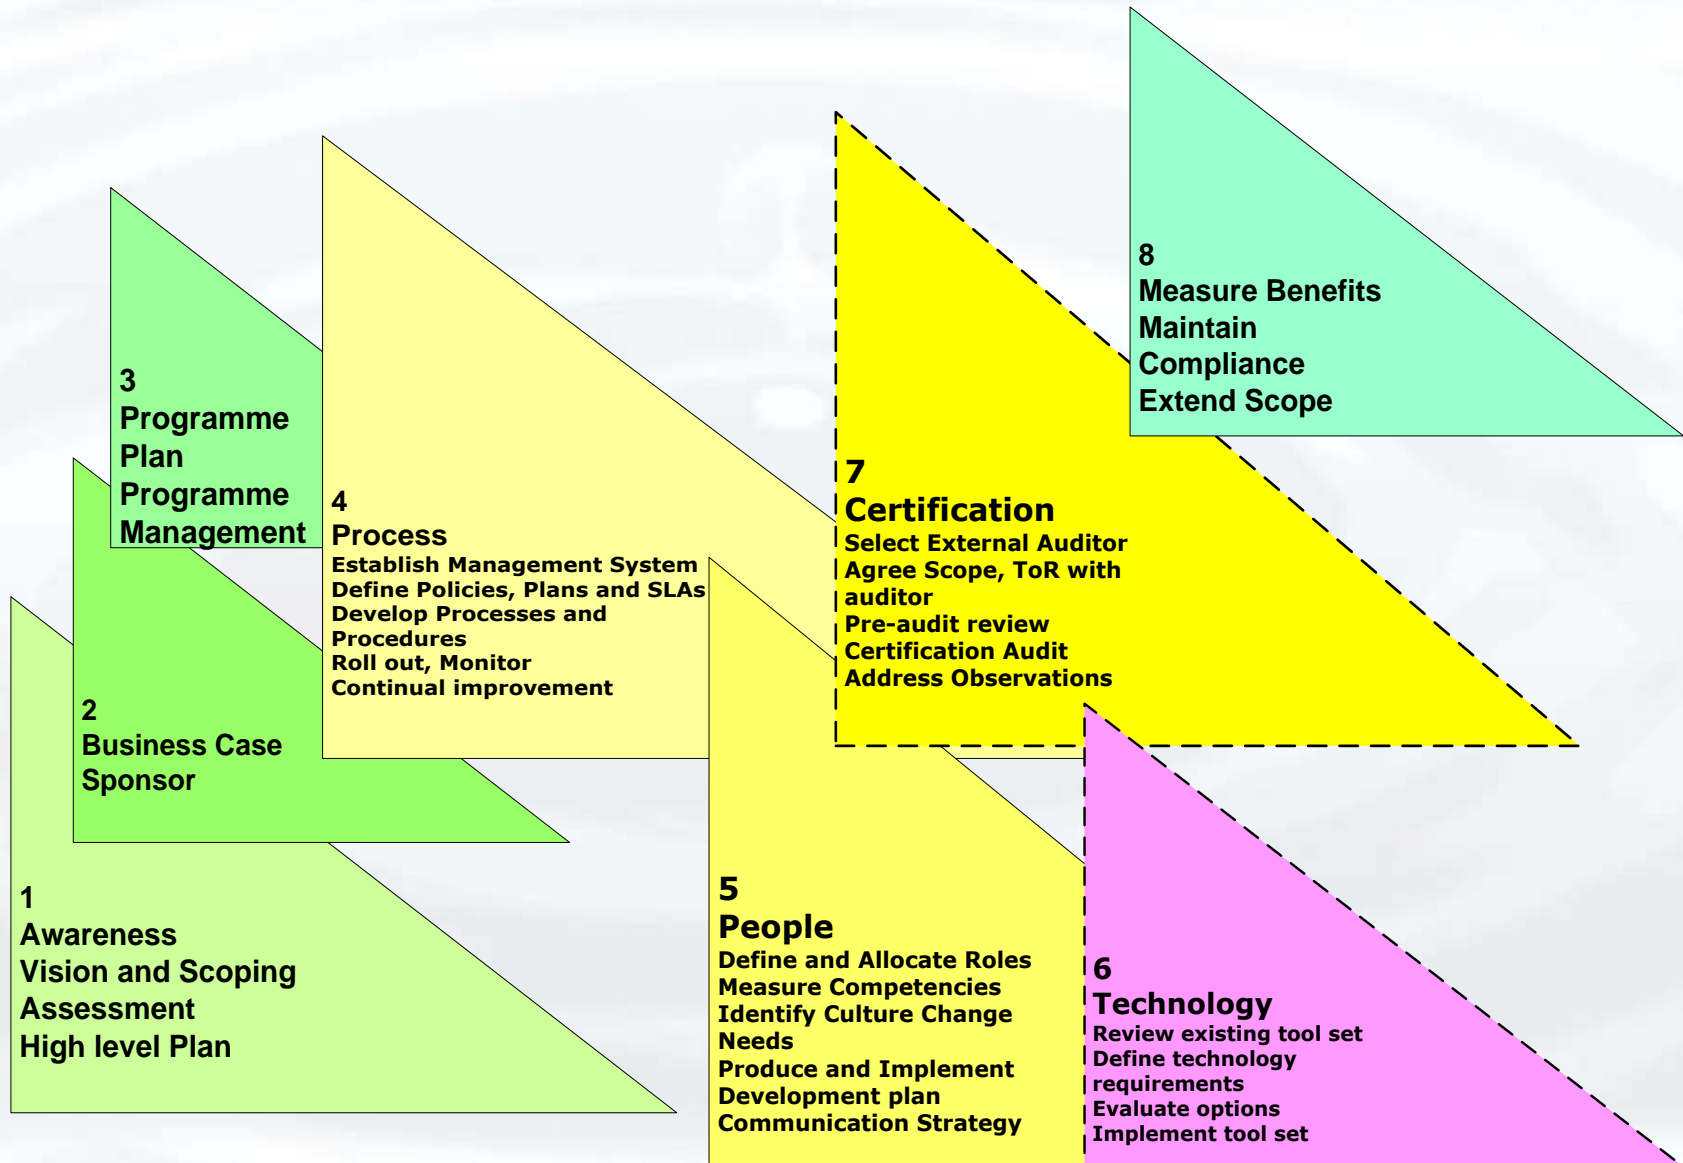 1
Awareness
Vision and Scoping
Assessment
High level Plan
2
Business Case
Sponsor
3
Programme
Plan
Programme
Management
4
Process
Establish Management System
Define Policies, Plans and SLAs
Develop Processes and
Procedures
Roll out, Monitor
Continual improvement
5
People
Define and Allocate Roles
Measure Competencies
Identify Culture Change
Needs
Produce and Implement
Development plan
Communication Strategy
6
Technology
Review existing tool set
Define technology
requirements
Evaluate options
Implement tool set
7
Certification
Select External Auditor
Agree Scope, ToR with
auditor
Pre-audit review
Certification Audit
Address Observations
8
Measure Benefits
Maintain
Compliance
Extend Scope